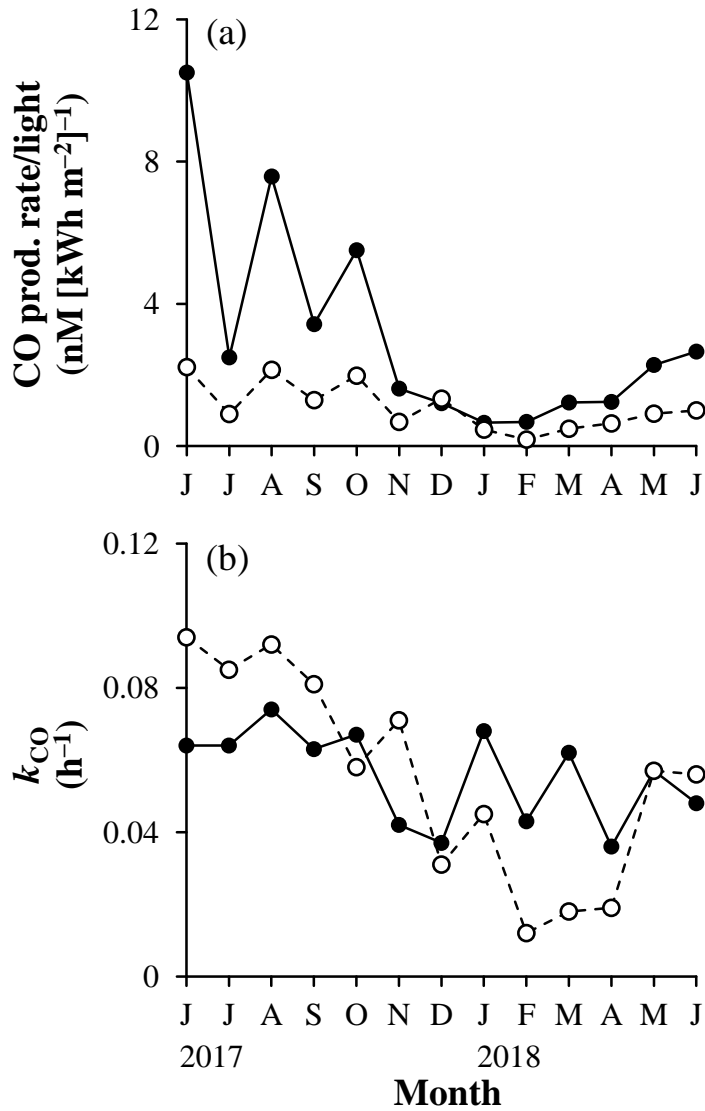 (a)
CO prod. rate/light
(nM [kWh m⁻²]⁻¹
12
8
4
0
J J A S O N D J F M A M J
(b)
k_CO
(h⁻¹)
0.12
0.08
0.04
0
J J A S O N D J F M A M J
2017 2018
Month